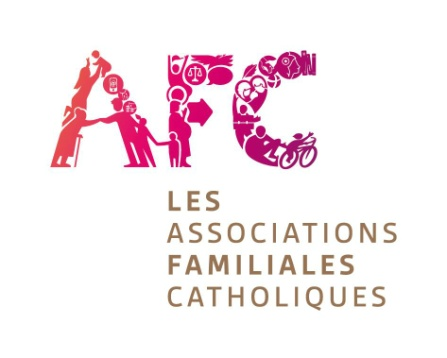 AFC
LES
ASSOCIATIONS
FAMILIALES
CATHOLIQUES